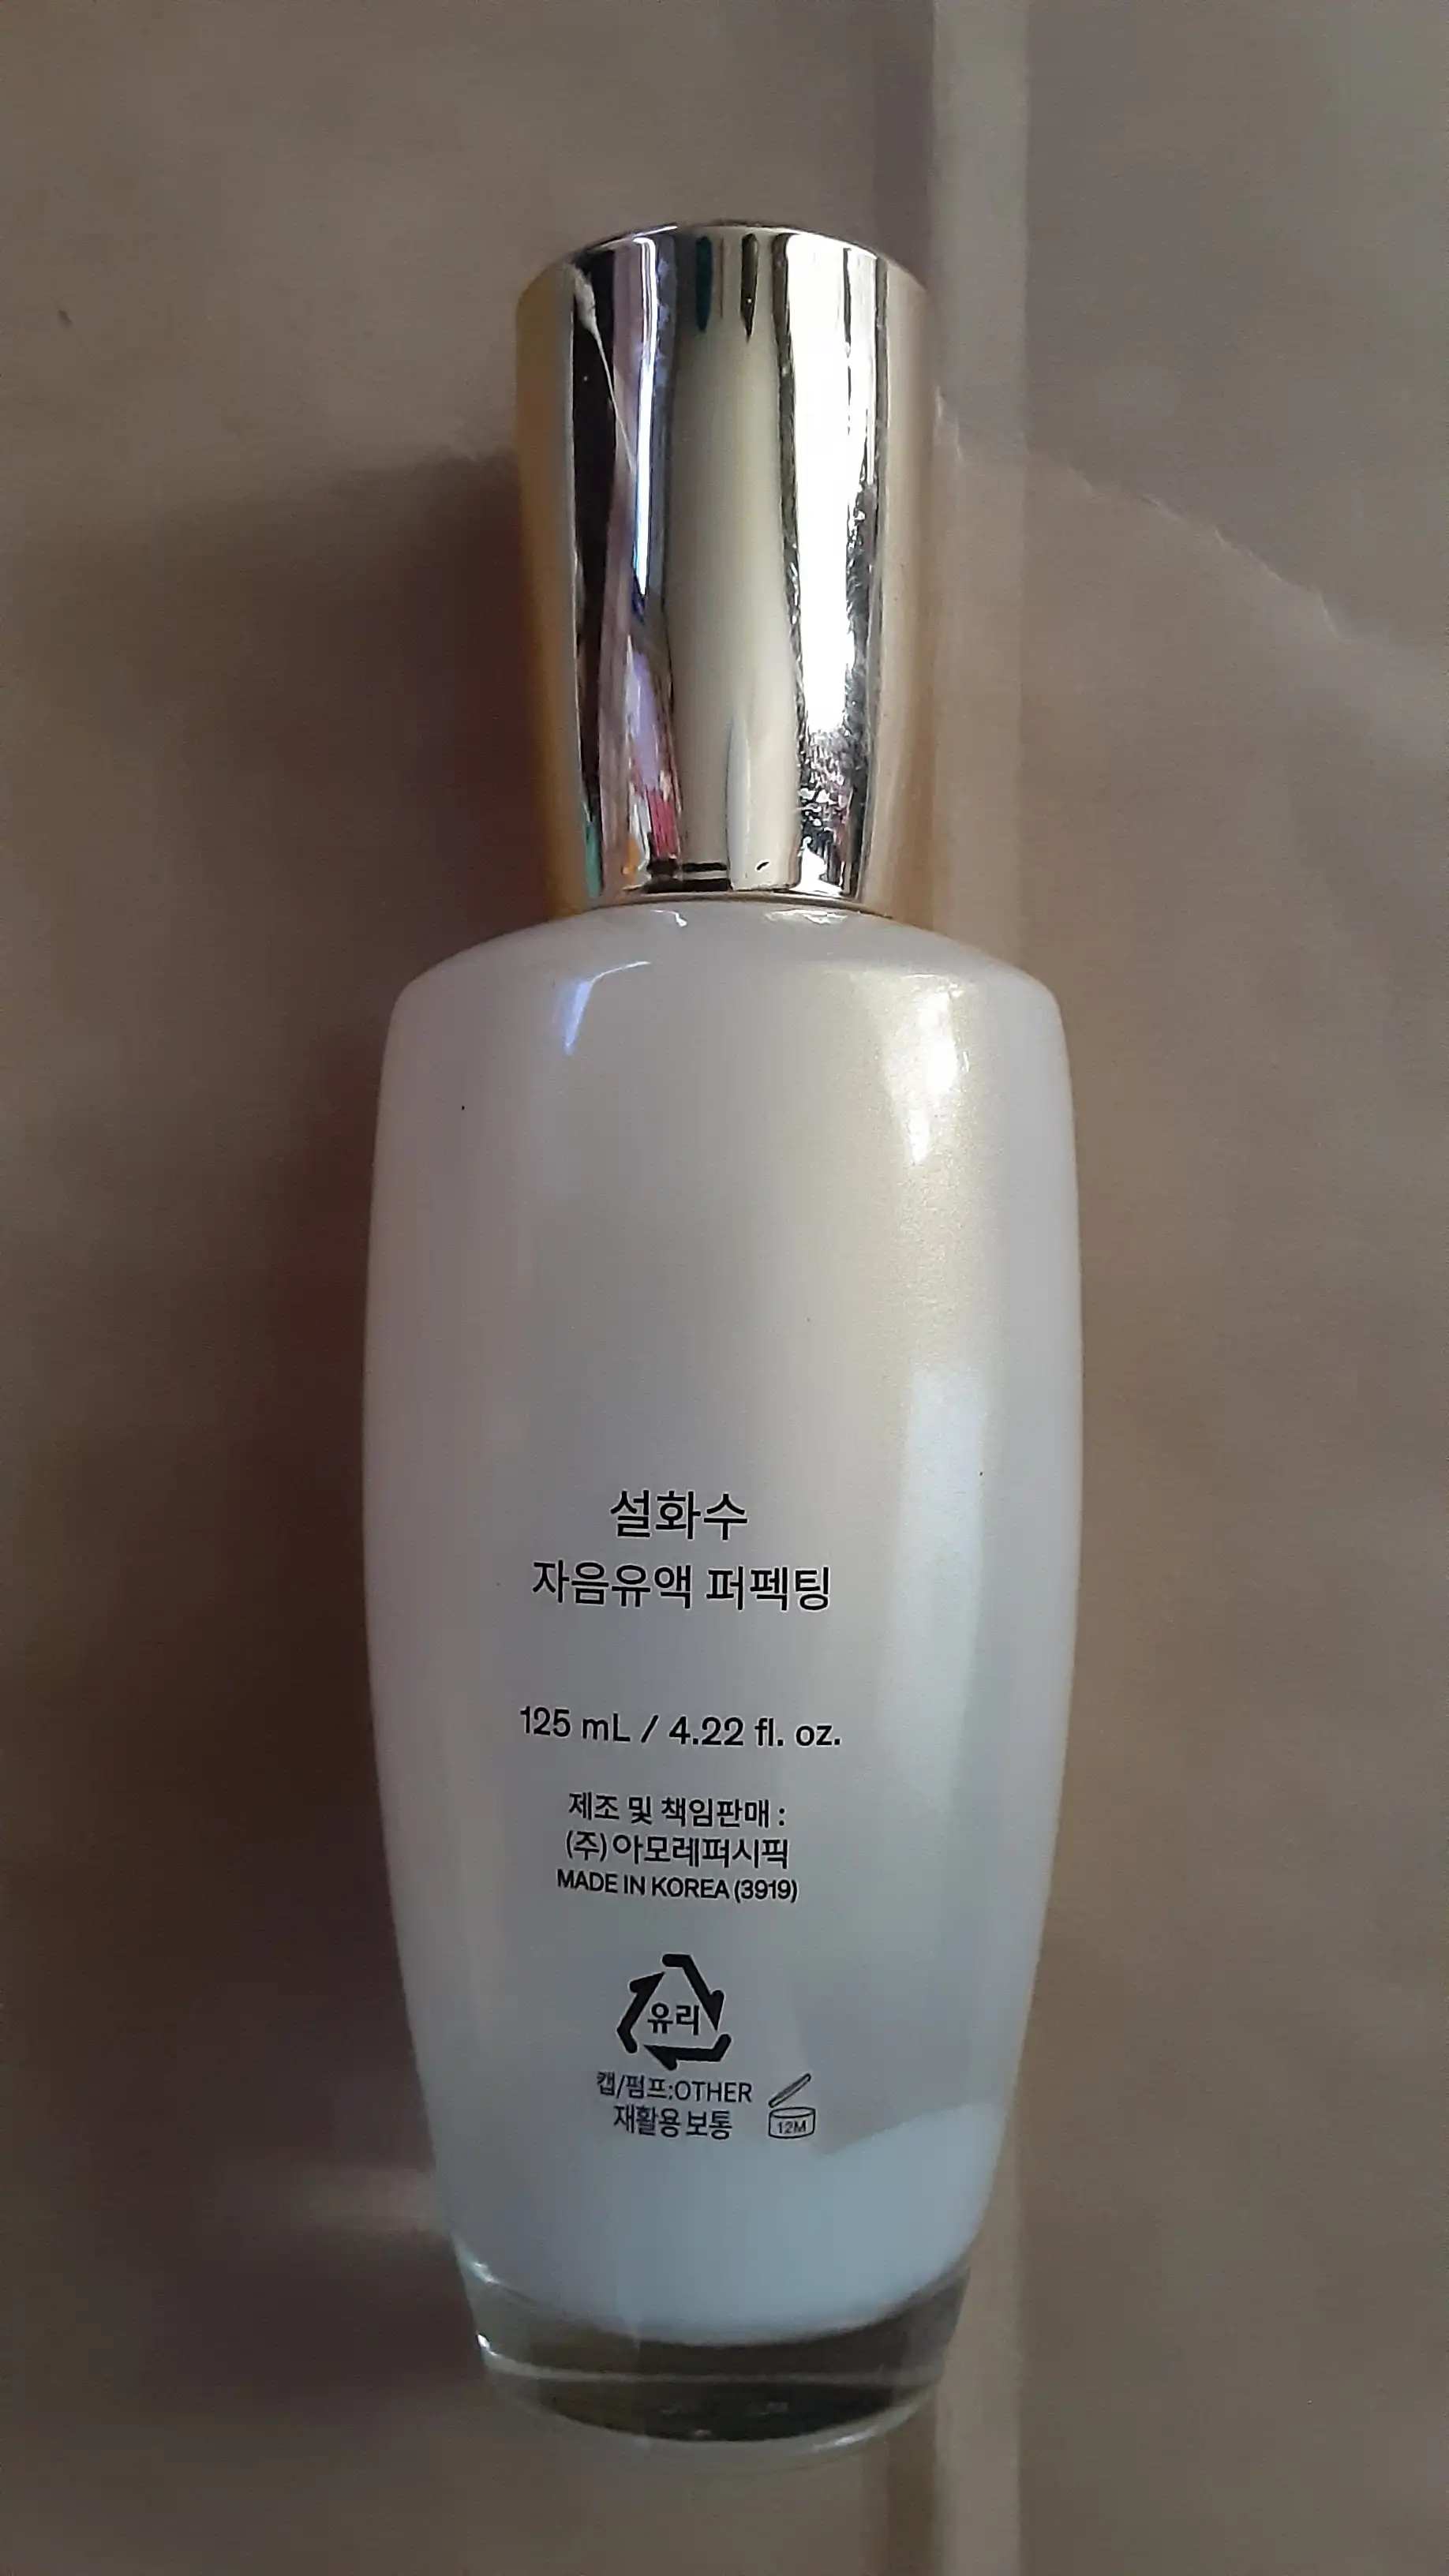 설화수
자음유액 퍼펙팅
125 mL / 4.22 fl. oz.
제조 및 책임판매 :
(주)아모레퍼시픽
MADE IN KOREA (3919)
유리
캡/펌프:OTHER
재활용 보통
12M